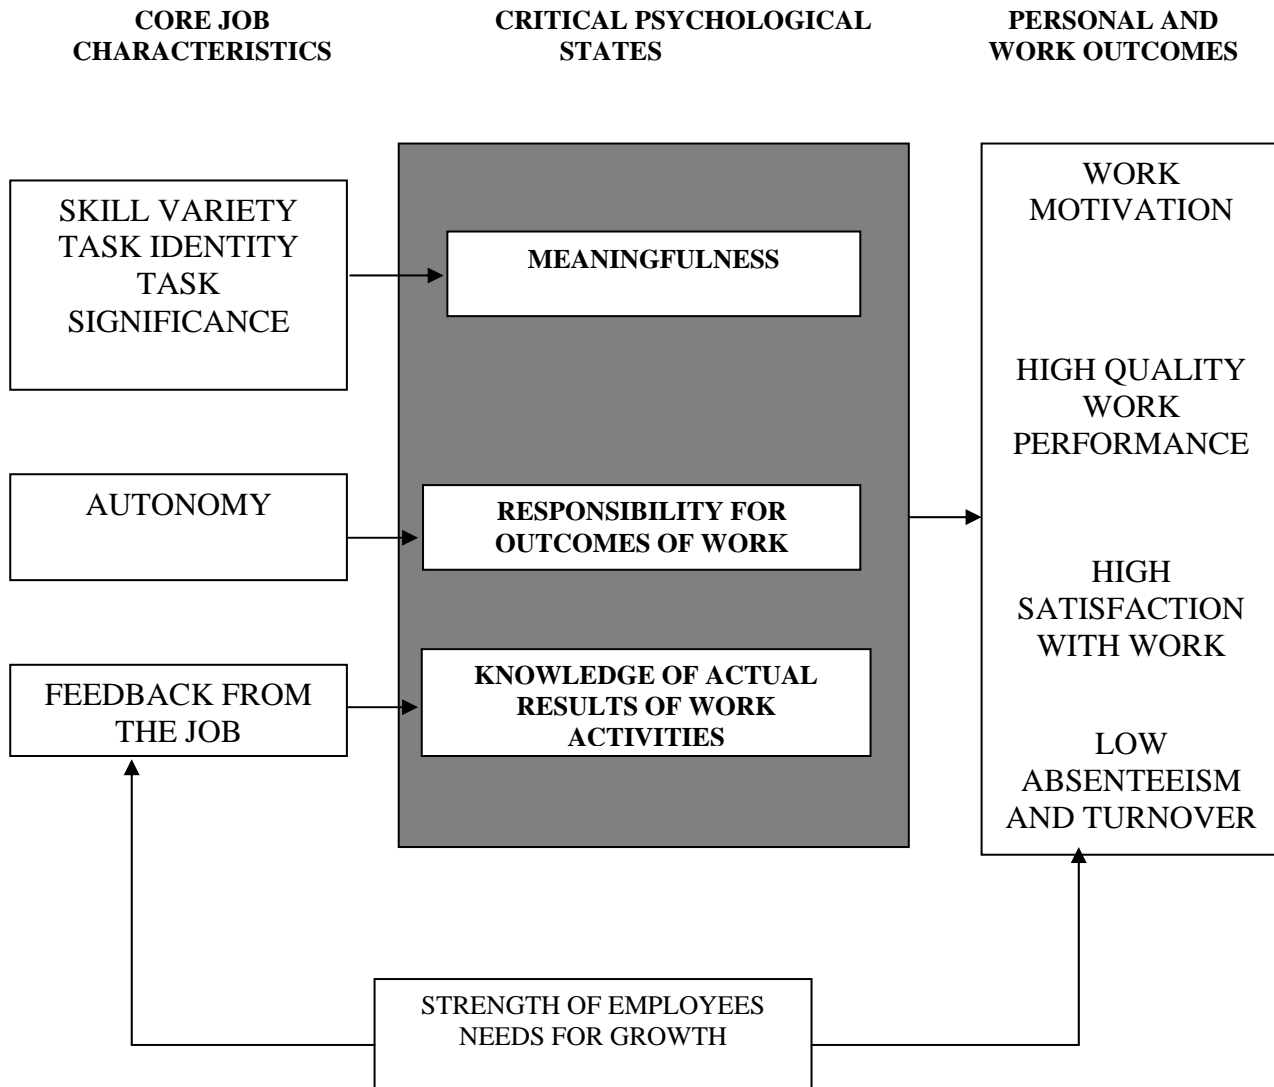 CORE JOB
CHARACTERISTICS
CRITICAL PSYCHOLOGICAL
STATES
PERSONAL AND
WORK OUTCOMES
SKILL VARIETY
TASK IDENTITY
TASK
SIGNIFICANCE
MEANINGFULNESS
WORK
MOTIVATION
HIGH QUALITY
WORK
PERFORMANCE
AUTONOMY
RESPONSIBILITY FOR
OUTCOMES OF WORK
HIGH
SATISFACTION
WITH WORK
FEEDBACK FROM
THE JOB
KNOWLEDGE OF ACTUAL
RESULTS OF WORK
ACTIVITIES
LOW
ABSENTEEISM
AND TURNOVER
STRENGTH OF EMPLOYEES
NEEDS FOR GROWTH